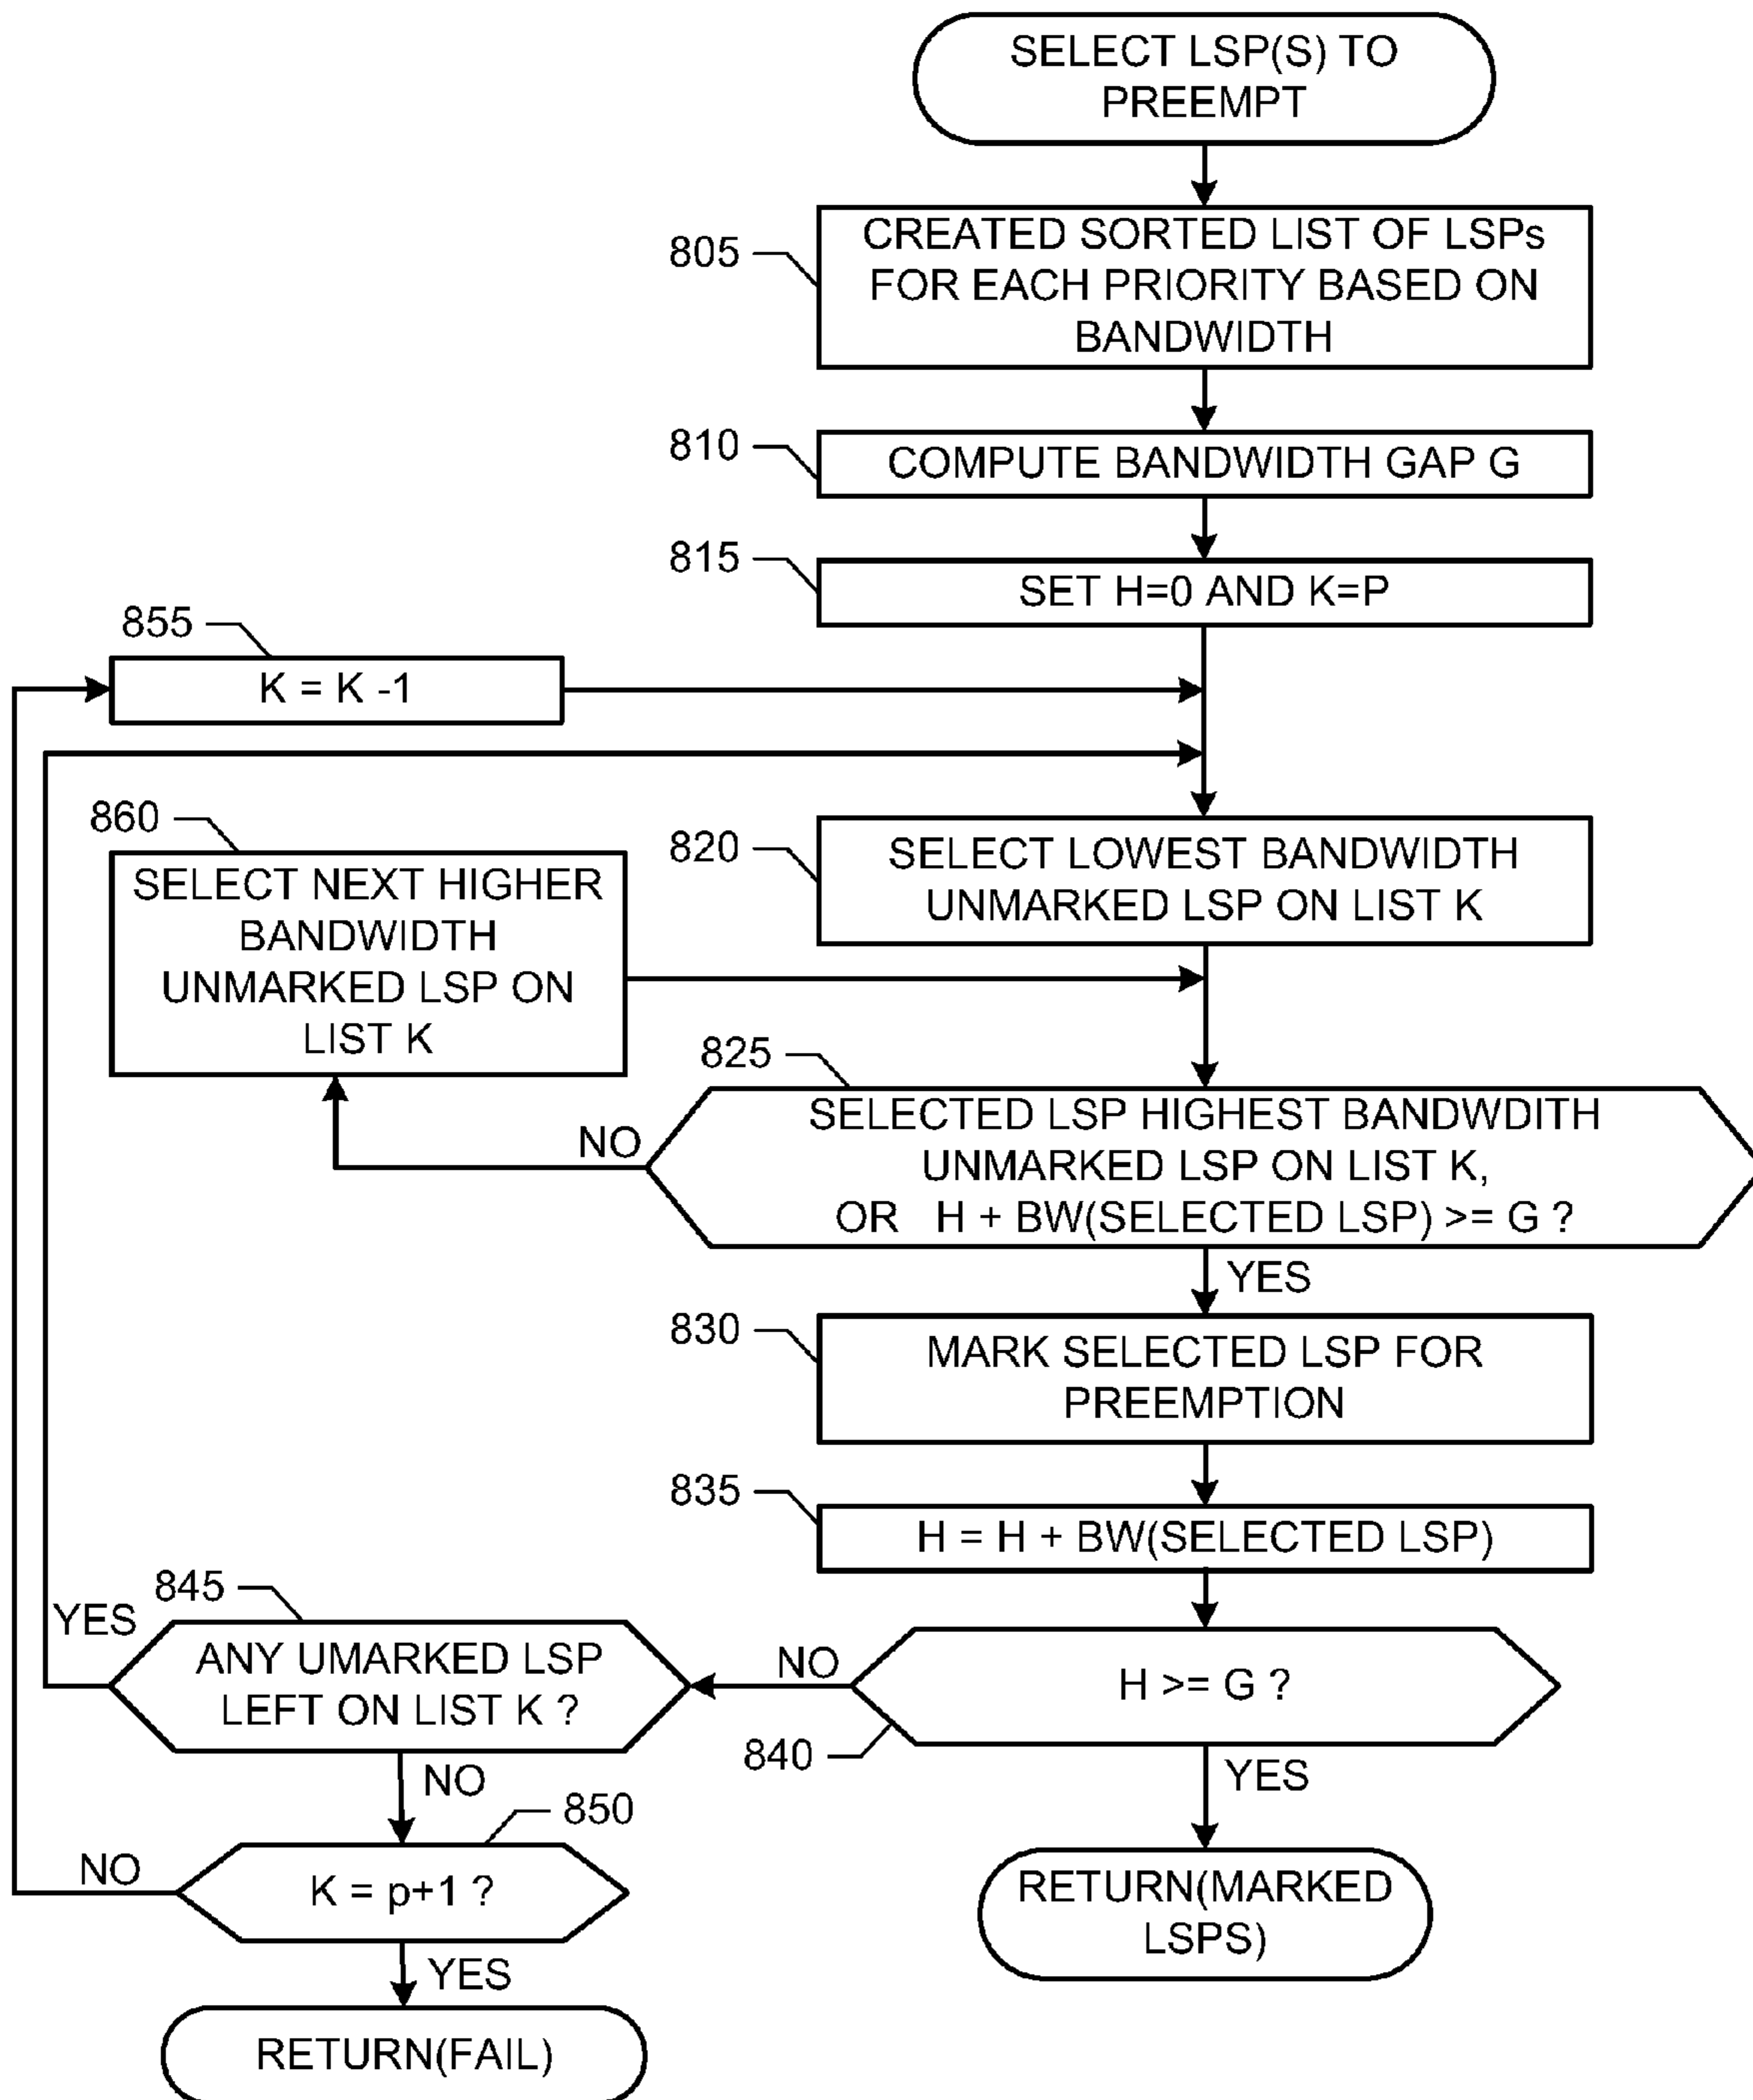 SELECT LSP(S) TO
PREEMPT
805
CREATED SORTED LIST OF LSPs
FOR EACH PRIORITY BASED ON
BANDWIDTH
810
COMPUTE BANDWIDTH GAP G
815
SET H=0 AND K=P
855
K = K -1
860
SELECT NEXT HIGHER
BANDWIDTH
UNMARKED LSP ON
LIST K
820
SELECT LOWEST BANDWIDTH
UNMARKED LSP ON LIST K
825
SELECTED LSP HIGHEST BANDWDITH
UNMARKED LSP ON LIST K,
OR H + BW(SELECTED LSP) >= G ?
NO
YES
830
MARK SELECTED LSP FOR
PREEMPTION
835
H = H + BW(SELECTED LSP)
840
H >= G ?
NO
YES
845
ANY UMARKED LSP
LEFT ON LIST K ?
YES
NO
850
K = p+1 ?
NO
YES
RETURN(MARKED
LSPS)
RETURN(FAIL)